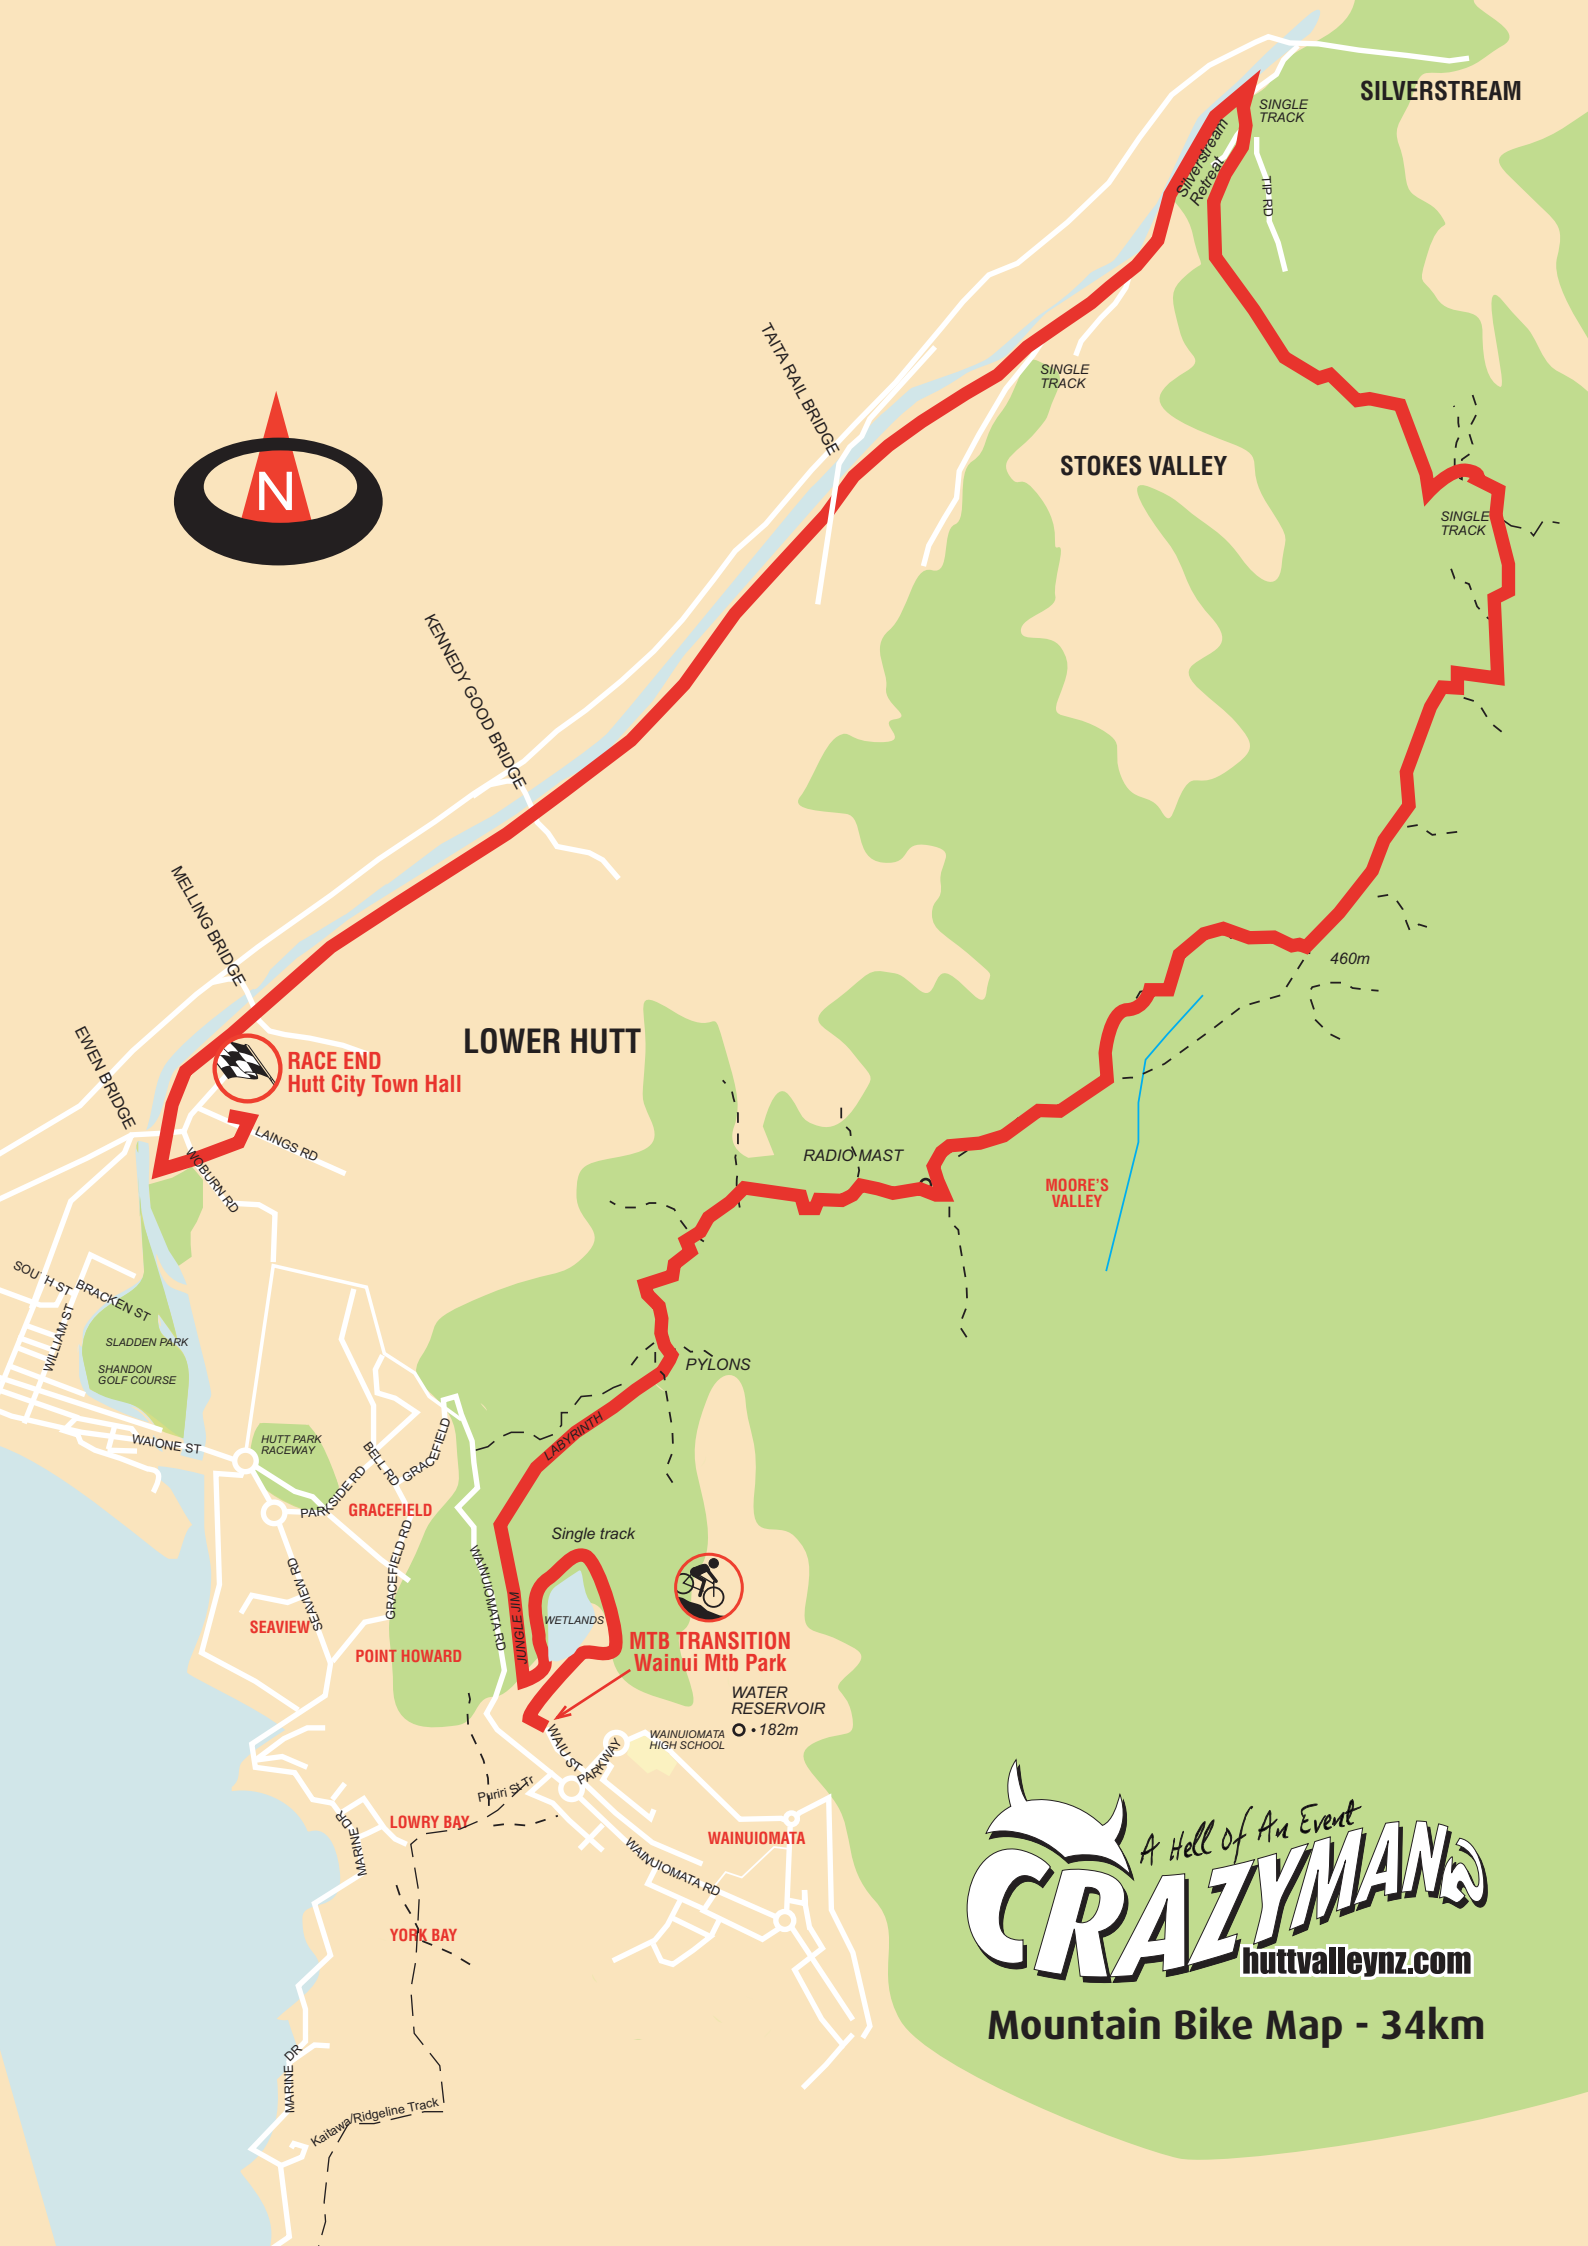 SILVERSTREAM
SINGLE
TRACK
Silverstream
Retreat
TIP RD
TAITA RAIL BRIDGE
SINGLE
TRACK
STOKES VALLEY
N
SINGLE
TRACK
KENNEDY GOOD BRIDGE
MELLING BRIDGE
460m
EWEN BRIDGE
LOWER HUTT
RACE END
Hutt City Town Hall
LAINGS RD
WOBURN RD
RADIO MAST
MOORE'S
VALLEY
SOUTH ST
BRACKEN ST
WILLIAM ST
SLADDEN PARK
SHANDON
GOLF COURSE
PYLONS
LABYRINTH
WAIONE ST
HUTT PARK
RACEWAY
BELL RD
GRACEFIELD
PARKSIDE RD
GRACEFIELD
GRACEFIELD RD
Single track
WAINUIOMATA RD
JUNGLE JIM
WETLANDS
SEAVIEW RD
SEAVIEW
POINT HOWARD
MTB TRANSITION
Wainui Mtb Park
WATER
RESERVOIR
•182m
WAINUIOMATA
HIGH SCHOOL
WAIU ST
PARKWAY
Puriri St Tr
LOWRY BAY
MARINE DR
WAINUIOMATA
WAINUIOMATA RD
YORK BAY
MARINE DR
Kaitawa/Ridgeline Track
A Hell of An Event
CRAZYMAN NZ
huttvalleynz.com
Mountain Bike Map - 34km